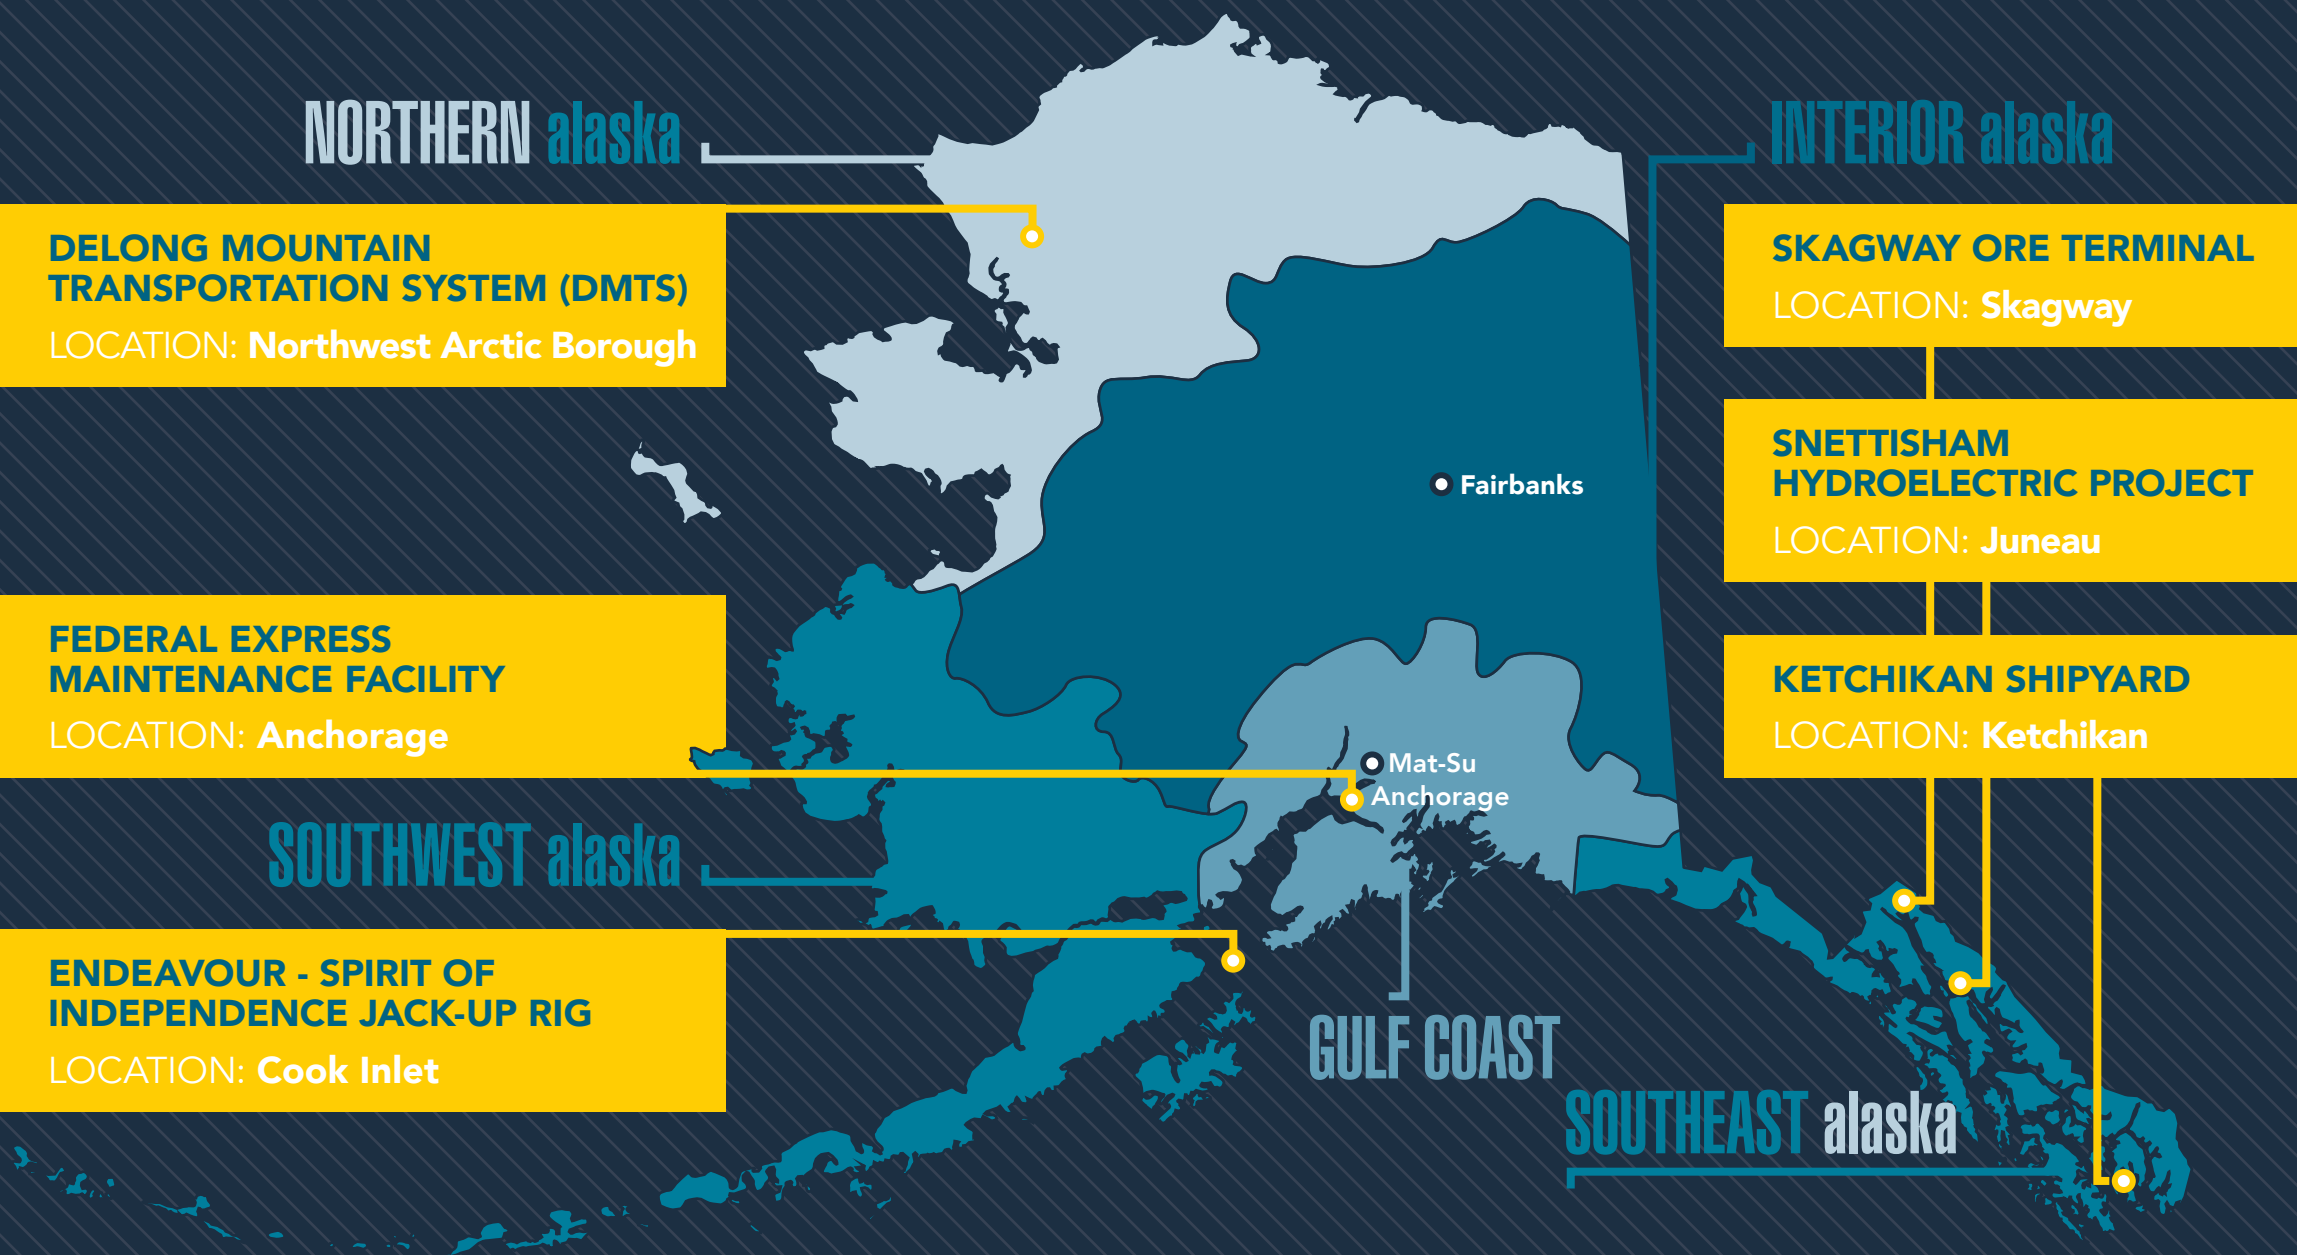 NORTHERN alaska
DELONG MOUNTAIN
TRANSPORTATION SYSTEM (DMTS)
LOCATION: Northwest Arctic Borough
FEDERAL EXPRESS
MAINTENANCE FACILITY
LOCATION: Anchorage
SOUTHWEST alaska
ENDEAVOUR - SPIRIT OF
INDEPENDENCE JACK-UP RIG
LOCATION: Cook Inlet
Fairbanks
Mat-Su
Anchorage
GULF COAST
INTERIOR alaska
SKAGWAY ORE TERMINAL
LOCATION: Skagway
SNETTISHAM
HYDROELECTRIC PROJECT
LOCATION: Juneau
KETCHIKAN SHIPYARD
LOCATION: Ketchikan
SOUTHEAST alaska